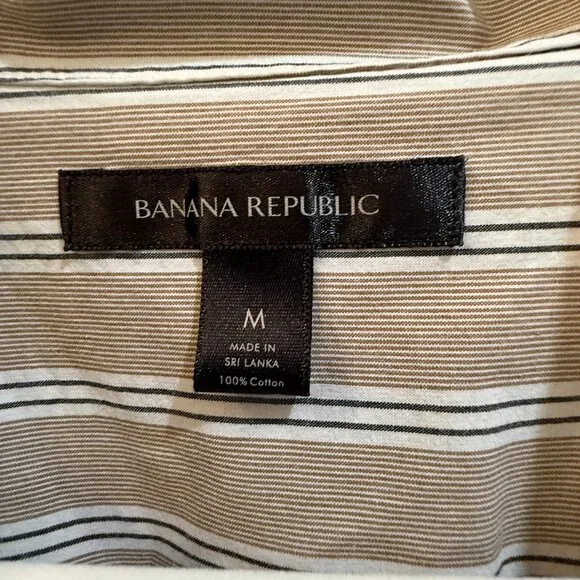 BANANA REPUBLIC
M
MADE IN
SRI LANKA
100% Cotton